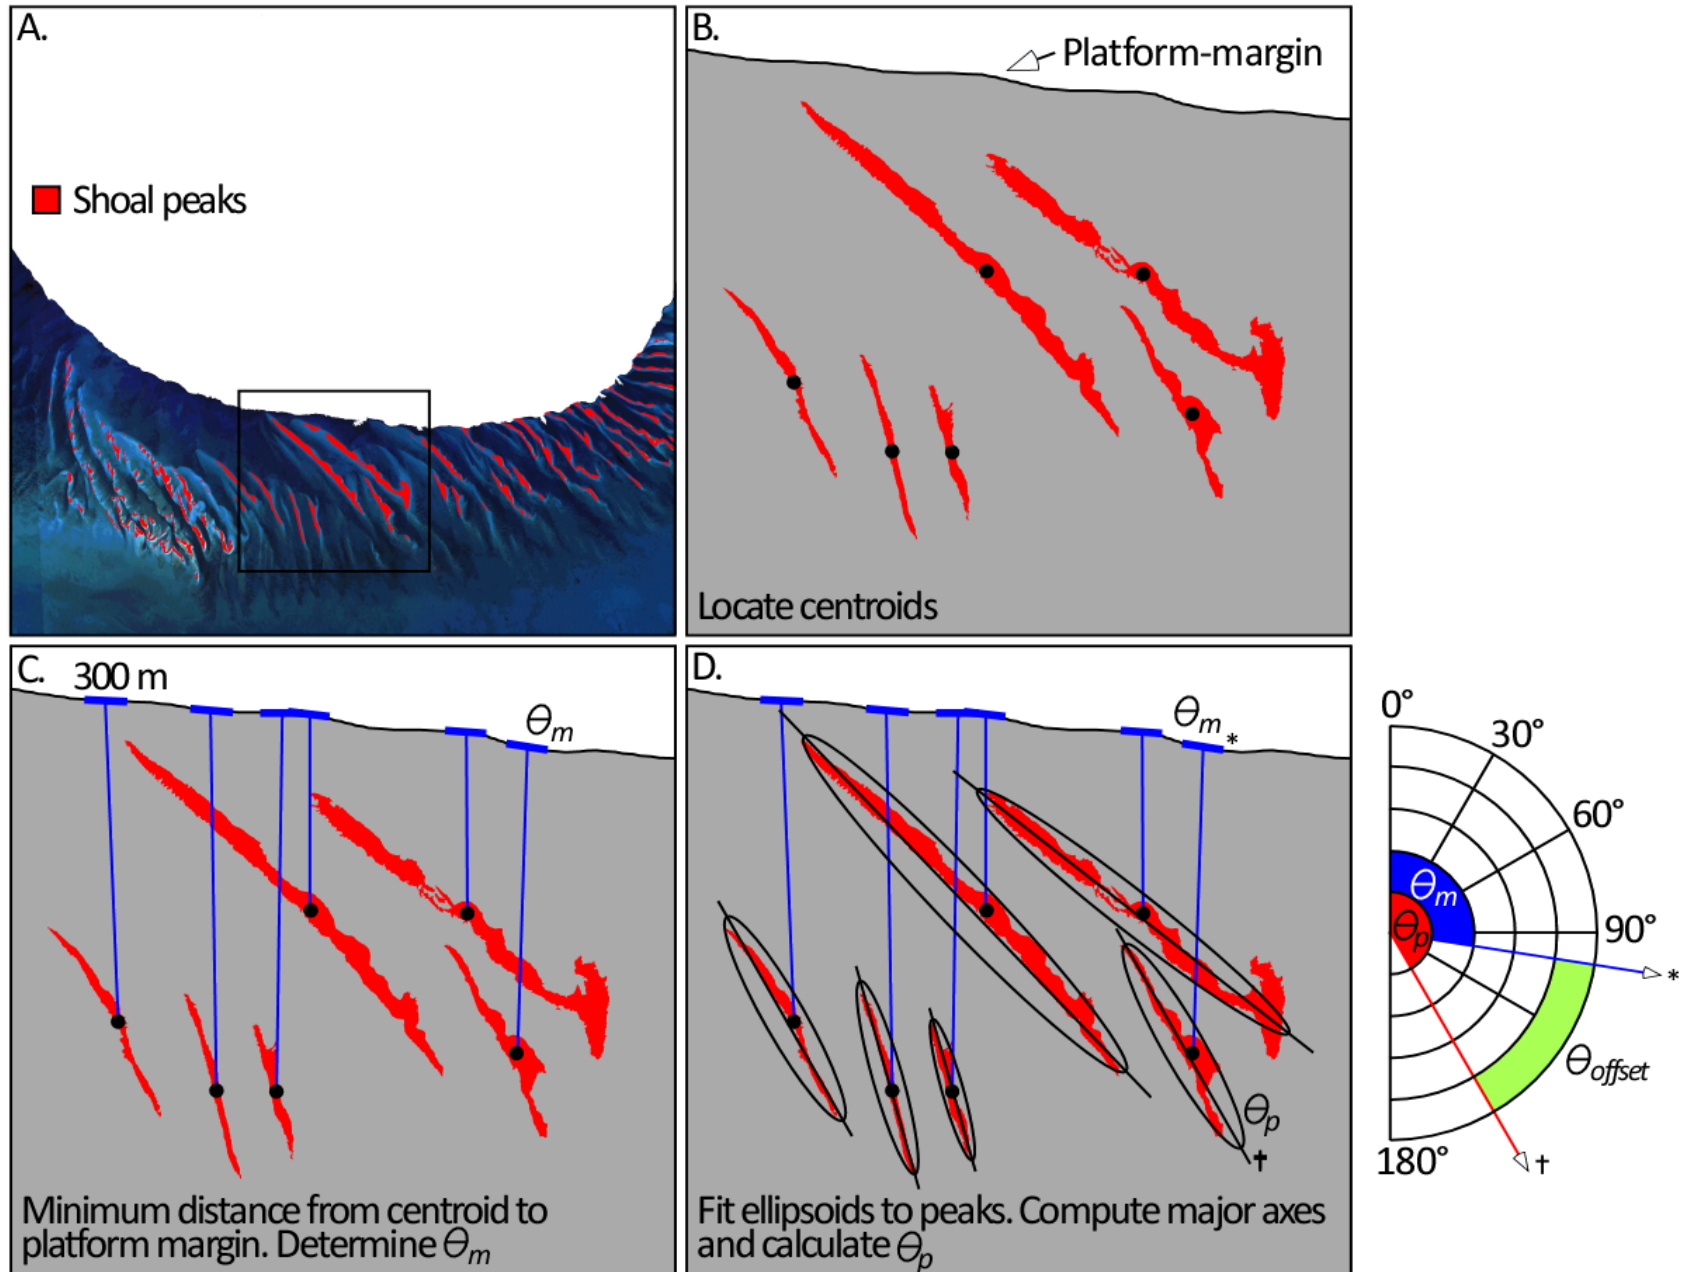 A.
Shoal peaks
B.
Platform-margin
Locate centroids
C.
300 m
θm
Minimum distance from centroid to
platform margin. Determine θm
D.
θm *
θp
†
Fit ellipsoids to peaks. Compute major axes
and calculate θp
0°
30°
60°
90°
180°
θm
θp
*
θoffset
†